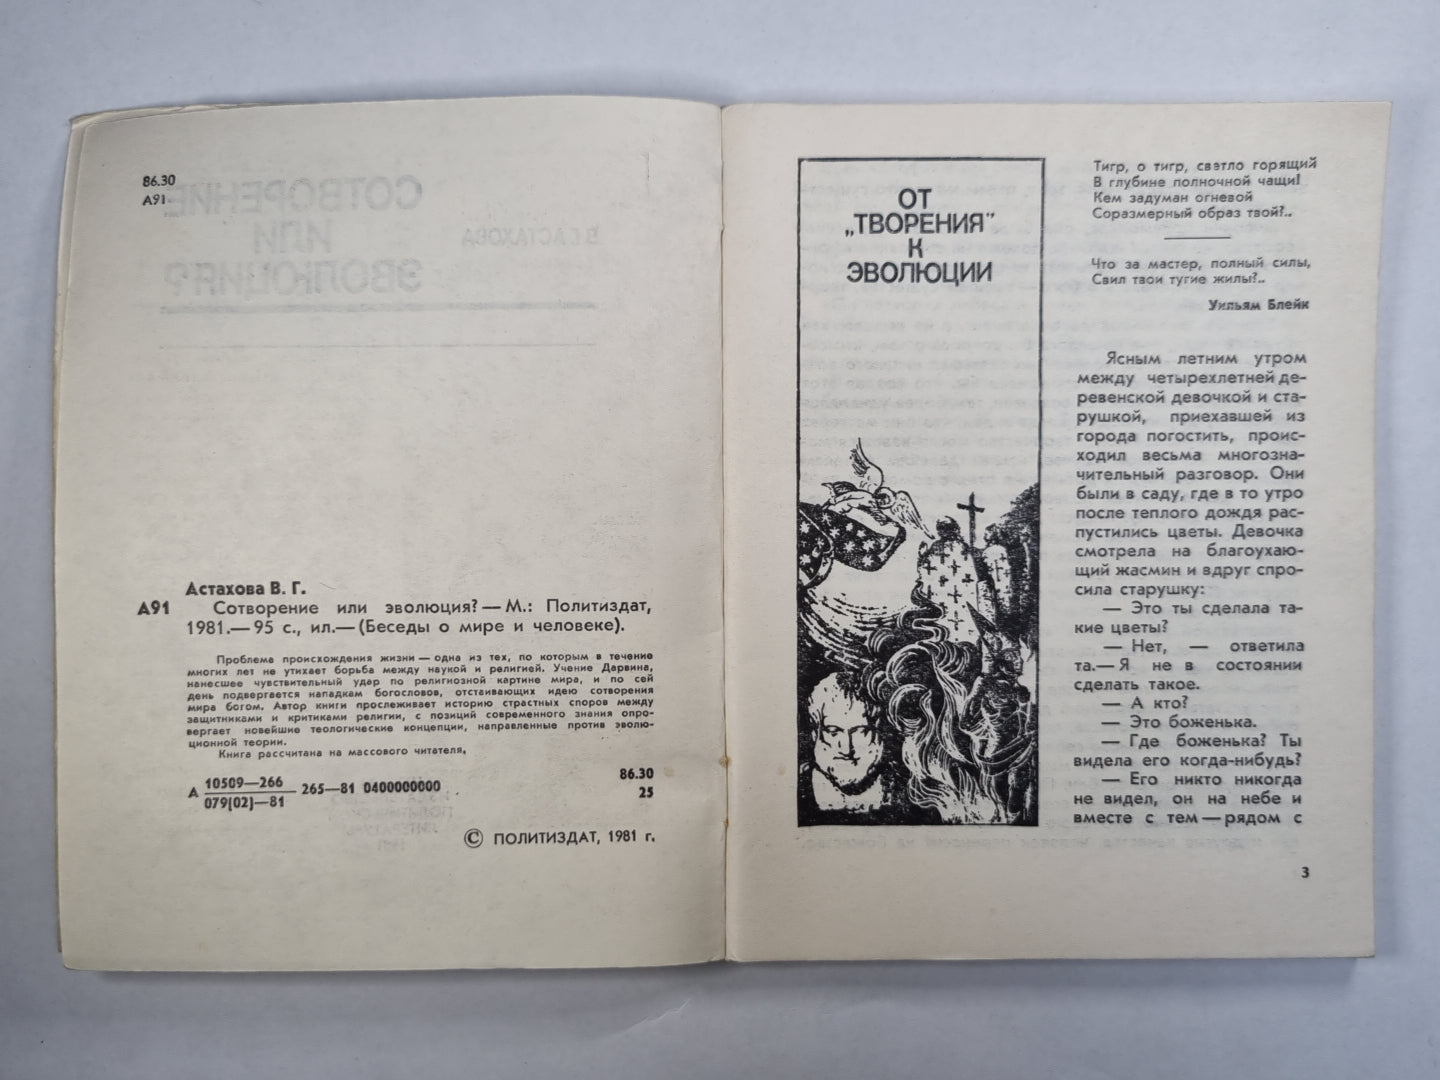 86.30
А91
Астахова В. Г.
А91 Сотворение или эволюция? — М.: Политиздат,
1981. — 95 с., ил. — (Беседы о мире и человеке).
Проблема происхождения жизни — одна из тех, по которым в течение
многих лет не утихает борьба между наукой и религией. Учение Дарвина,
нанесшее чувствительный удар по религиозной картине мира, и по сей
день подвергается нападкам богословов, отстаивающих идею сотворения
мира богом. Автор книги прослеживает историю страстных споров между
защитниками и критиками религии, с позиций современного знания опро-
вергает новейшие теологические концепции, направленные против эволю-
ционной теории.
Книга рассчитана на массового читателя.
А 10509—266
079(02)—81 265—81 0400000000
86.30
25
© ПОЛИТИЗДАТ, 1981 г.
ОТ
„ТВОРЕНИЯ"
К
ЭВОЛЮЦИИ
Тигр, о тигр, светло горящий
В глубине полночной чащи!
Кем задуман огневой
Соразмерный образ твой?..
Что за мастер, полный силы,
Свил твои тугие жилы?..
Уильям Блейк
Ясным летним утром
между четырехлетней де-
ревенской девочкой и ста-
рушкой, приехавшей из
города погостить, проис-
ходил весьма многозна-
чительный разговор. Они
были в саду, где в то утро
после теплого дождя рас-
пустились цветы. Девочка
смотрела на благоухаю-
щий жасмин и вдруг спро-
сила старушку:
— Это ты сделала та-
кие цветы?
— Нет, — ответила
та. — Я не в состоянии
сделать такое.
— А кто?
— Это боженька.
— Где боженька? Ты
видела его когда-нибудь?
— Его никто никогда
не видел, он на небе и
вместе с тем — рядом с
3